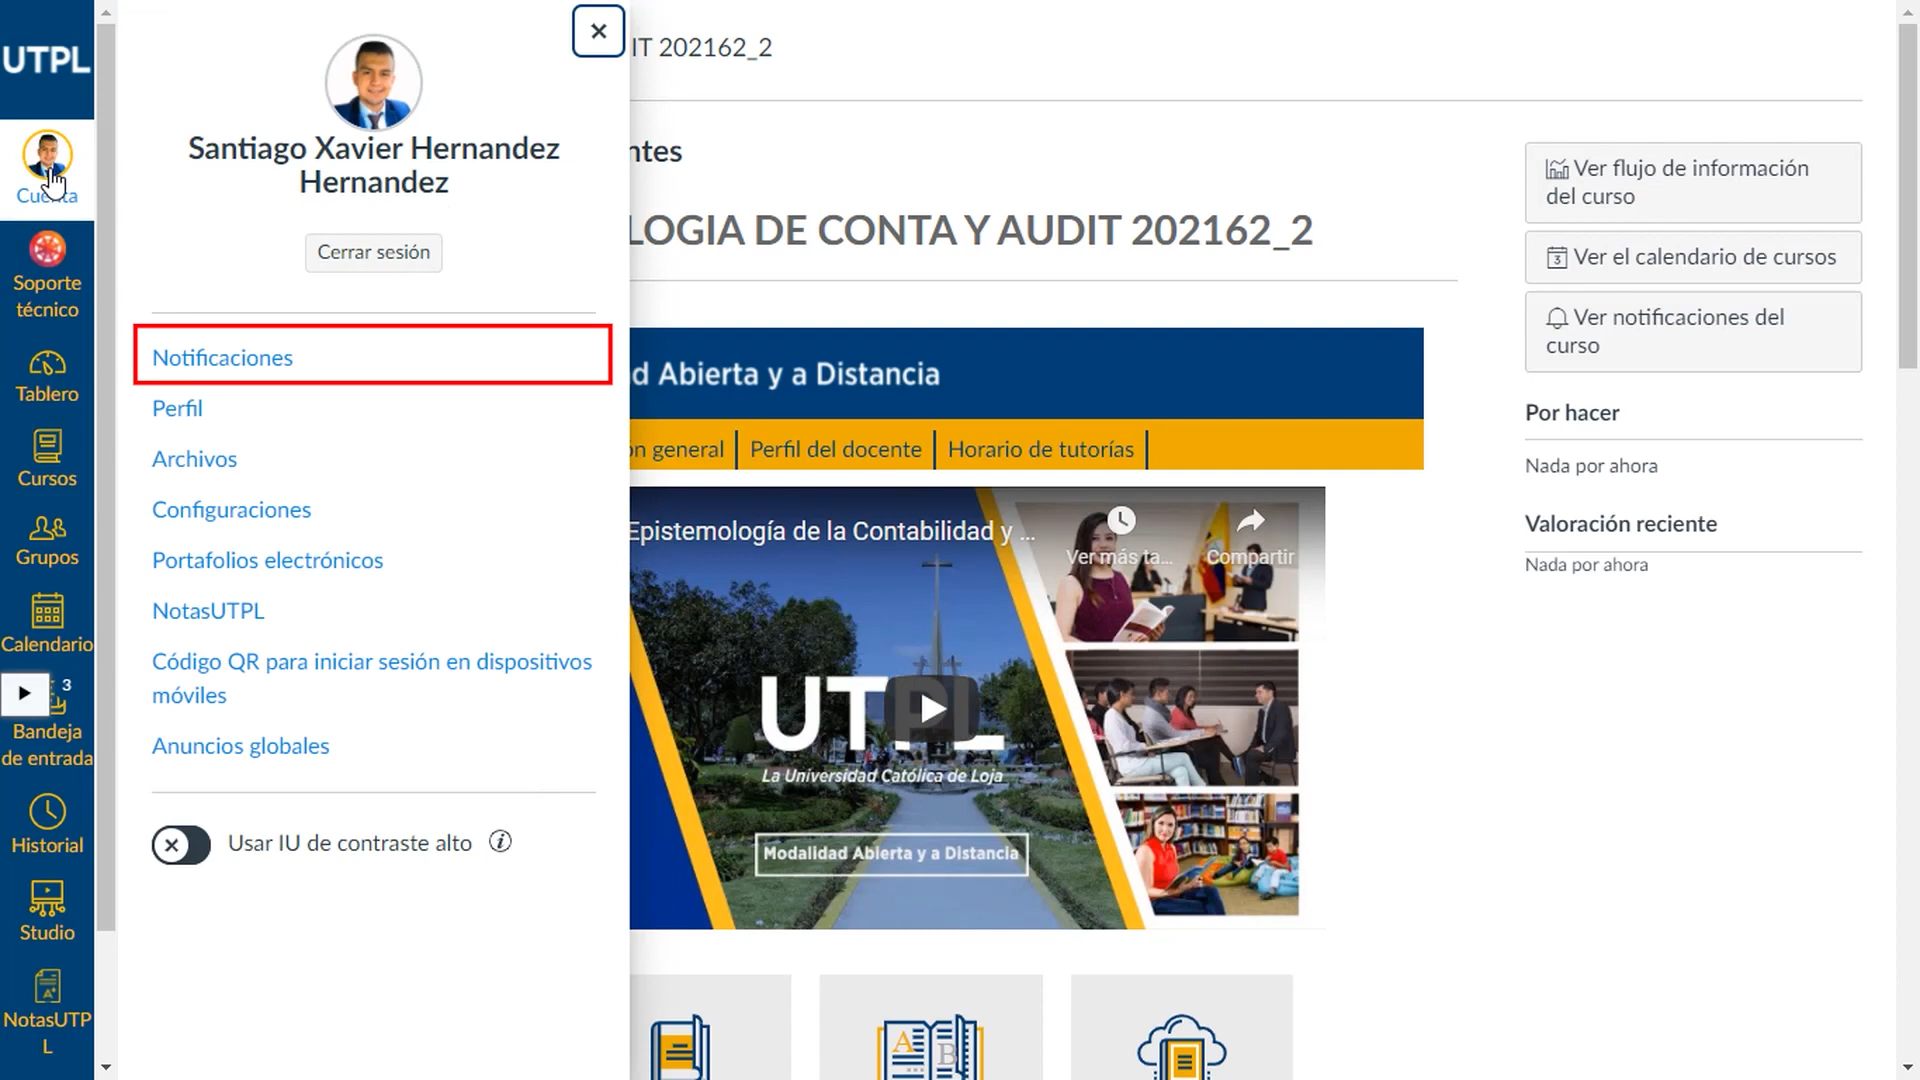 UTPL
Cuenta
Soporte
técnico
Tablero
Cursos
Grupos
Calendario
3
Bandeja
de entrada
Historial
Studio
NotasUTP
L
Santiago Xavier Hernandez
Hernandez
Cerrar sesión
Notificaciones
Perfil
Archivos
Configuraciones
Portafolios electrónicos
NotasUTPL
Código QR para iniciar sesión en dispositivos
móviles
Anuncios globales
Usar IU de contraste alto
IT 202162_2
ntes
LOGIA DE CONTA Y AUDIT 202162_2
d Abierta y a Distancia
ón general
Perfil del docente
Horario de tutorías
Epistemología de la Contabilidad y ...
Ver más ta...
Compartir
UTPL
La Universidad Católica de Loja
Modalidad Abierta y a Distancia
A
B
Ver flujo de información
del curso
3
Ver el calendario de cursos
Ver notificaciones del
curso
Por hacer
Nada por ahora
Valoración reciente
Nada por ahora